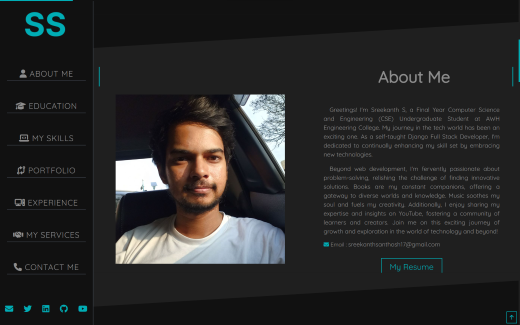 SS
ABOUT ME
EDUCATION
MY SKILLS
PORTFOLIO
EXPERIENCE
MY SERVICES
CONTACT ME
About Me
Greetings! I'm Sreekanth S, a Final Year Computer Science
and Engineering (CSE) Undergraduate Student at AWH
Engineering College. My journey in the tech world has been an
exciting one. As a self-taught Django Full Stack Developer, I'm
dedicated to continually enhancing my skill set by embracing
new technologies.
Beyond web development, I'm fervently passionate about
problem-solving, relishing the challenge of finding innovative
solutions. Books are my constant companions, offering a
gateway to diverse worlds and knowledge. Music soothes my
soul and fuels my creativity. Additionally, I enjoy sharing my
expertise and insights on YouTube, fostering a community of
learners and creators. Join me on this exciting journey of
growth and exploration in the world of technology and beyond!
Email : sreekanthsanthosh17@gmail.com
My Resume